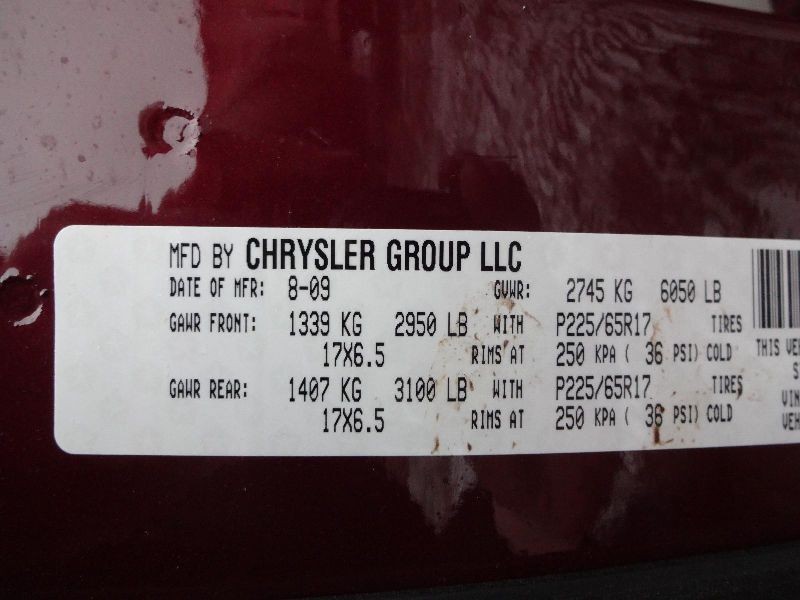 MFD BY CHRYSLER GROUP LLC
DATE OF MFR: 8-09 GVWR: 2745 KG 6050 LB
GAWR FRONT: 1339 KG 2950 LB WITH P225/65R17 TIRES
17X6.5 RIMS AT 250 KPA ( 36 PSI) COLD
GAWR REAR: 1407 KG 3100 LB WITH P225/65R17 TIRES
17X6.5 RIMS AT 250 KPA ( 36 PSI) COLD
THIS
VIN